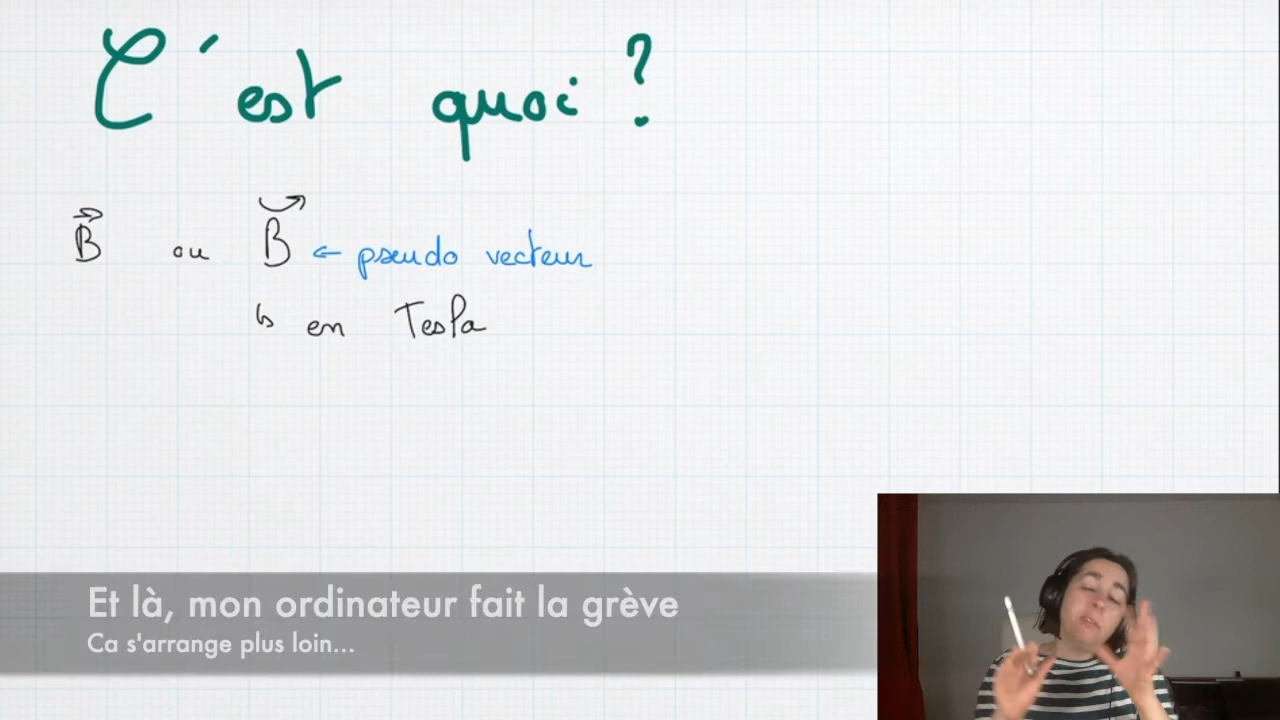 C'est quoi ?
B ou B ← pseudo vecteur
↳ en Tesla
Et là, mon ordinateur fait la grève
Ca s'arrange plus loin...